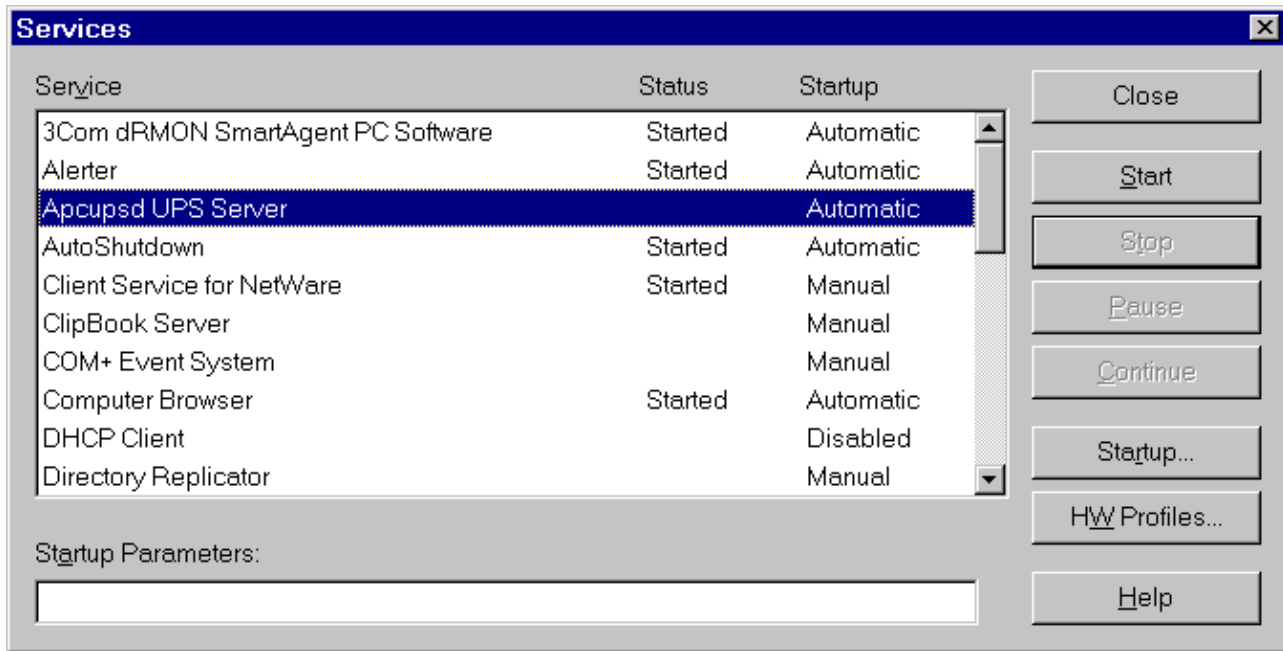 Services
Service Status Startup
3Com dRMON SmartAgent PC Software Started Automatic
Alerter Started Automatic
Apcupsd UPS Server Automatic
AutoShutdown Started Automatic
Client Service for NetWare Started Manual
ClipBook Server Manual
COM+ Event System Manual
Computer Browser Started Automatic
DHCP Client Disabled
Directory Replicator Manual
Startup Parameters:
Close
Start
Stop
Pause
Continue
Startup...
HW Profiles...
Help